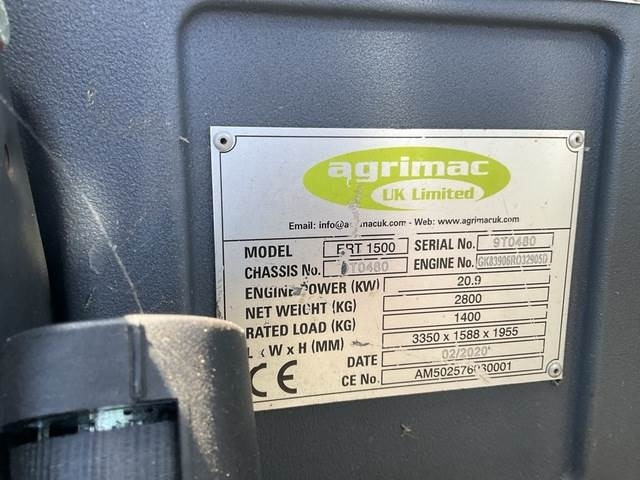 agrimac
UK Limited
Email: info@agrimacuk.com - Web: www.agrimacuk.com
MODEL ERT 1500 SERIAL No. 9T0480
CHASSIS No. 9T0480 ENGINE No.
ENGINE POWER (KW) 20.9
NET WEIGHT (KG) 2800
RATED LOAD (KG) 1400
L x W x H (MM) 3350 x 1588 x 1955
DATE 02/2020
CE CE No.